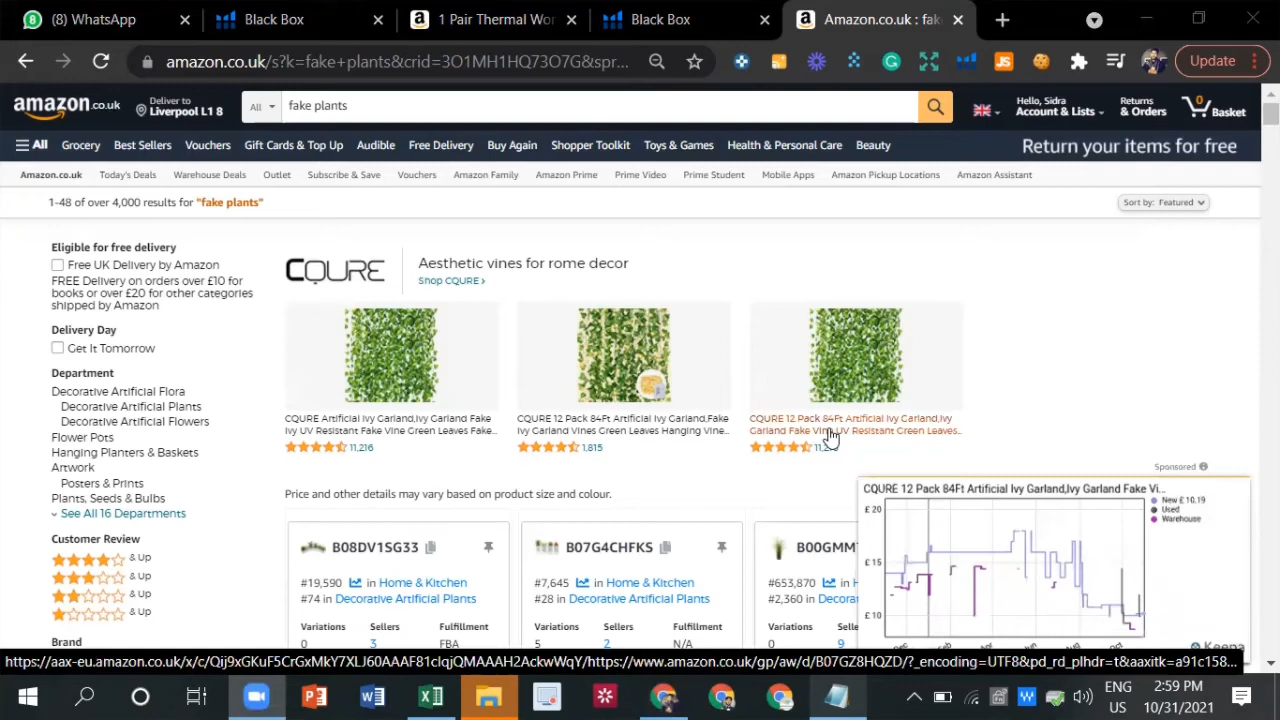 (8) WhatsApp
Black Box
1 Pair Thermal Wor
Black Box
Amazon.co.uk : fak
amazon.co.uk/s?k=fake+plants&crid=3O1MH1HQ73O7G&spr...
Update
amazon.co.uk
Deliver to
Liverpool L1 8
All
fake plants
Hello, Sidra
Account & Lists
Returns
& Orders
0
Basket
All
Grocery
Best Sellers
Vouchers
Gift Cards & Top Up
Audible
Free Delivery
Buy Again
Shopper Toolkit
Toys & Games
Health & Personal Care
Beauty
Return your items for free
Amazon.co.uk
Today's Deals
Warehouse Deals
Outlet
Subscribe & Save
Vouchers
Amazon Family
Amazon Prime
Prime Video
Prime Student
Mobile Apps
Amazon Pickup Locations
Amazon Assistant
1-48 of over 4,000 results for "fake plants"
Sort by: Featured
Eligible for free delivery
Free UK Delivery by Amazon
FREE Delivery on orders over £10 for
books or over £20 for other categories
shipped by Amazon
Delivery Day
Get It Tomorrow
Department
Decorative Artificial Flora
Decorative Artificial Plants
Decorative Artificial Flowers
Flower Pots
Hanging Planters & Baskets
Artwork
Posters & Prints
Plants, Seeds & Bulbs
See All 16 Departments
Customer Review
& Up
& Up
& Up
& Up
Brand
CQURE
Aesthetic vines for rome decor
Shop CQURE ›
CQURE Artificial Ivy Garland,Ivy Garland Fake
Ivy UV Resistant Fake Vine Green Leaves Fake...
11,216
CQURE 12 Pack 84Ft Artificial Ivy Garland,Fake
Ivy Garland Vines Green Leaves Hanging Vine...
1,815
CQURE 12 Pack 84Ft Artificial Ivy Garland,Ivy
Garland Fake Vine UV Resistant Green Leaves...
Sponsored
Price and other details may vary based on product size and colour.
B08DV1SG33
#19,590 in Home & Kitchen
#74 in Decorative Artificial Plants
Variations Sellers Fulfillment
0 3 FBA
B07G4CHFKS
#7,645 in Home & Kitchen
#28 in Decorative Artificial Plants
Variations Sellers Fulfillment
5 2 N/A
B00GMM
#653,870 in H
#2,360 in Decora
Variations Sellers
0 9
CQURE 12 Pack 84Ft Artificial Ivy Garland,Ivy Garland Fake Vi...
£ 20
£ 15
£ 10
New £ 10.19
Used
Warehouse
Keepa
https://aax-eu.amazon.co.uk/x/c/Qij9xGKuF5CrGxMkY7XLJ60AAAF81clqjQMAAAH2AckwWqY/https://www.amazon.co.uk/gp/aw/d/B07GZ8HQZD/?_encoding=UTF8&pd_rd_plhdr=t&aaxitk=a91c158...
ENG
US
2:59 PM
10/31/2021